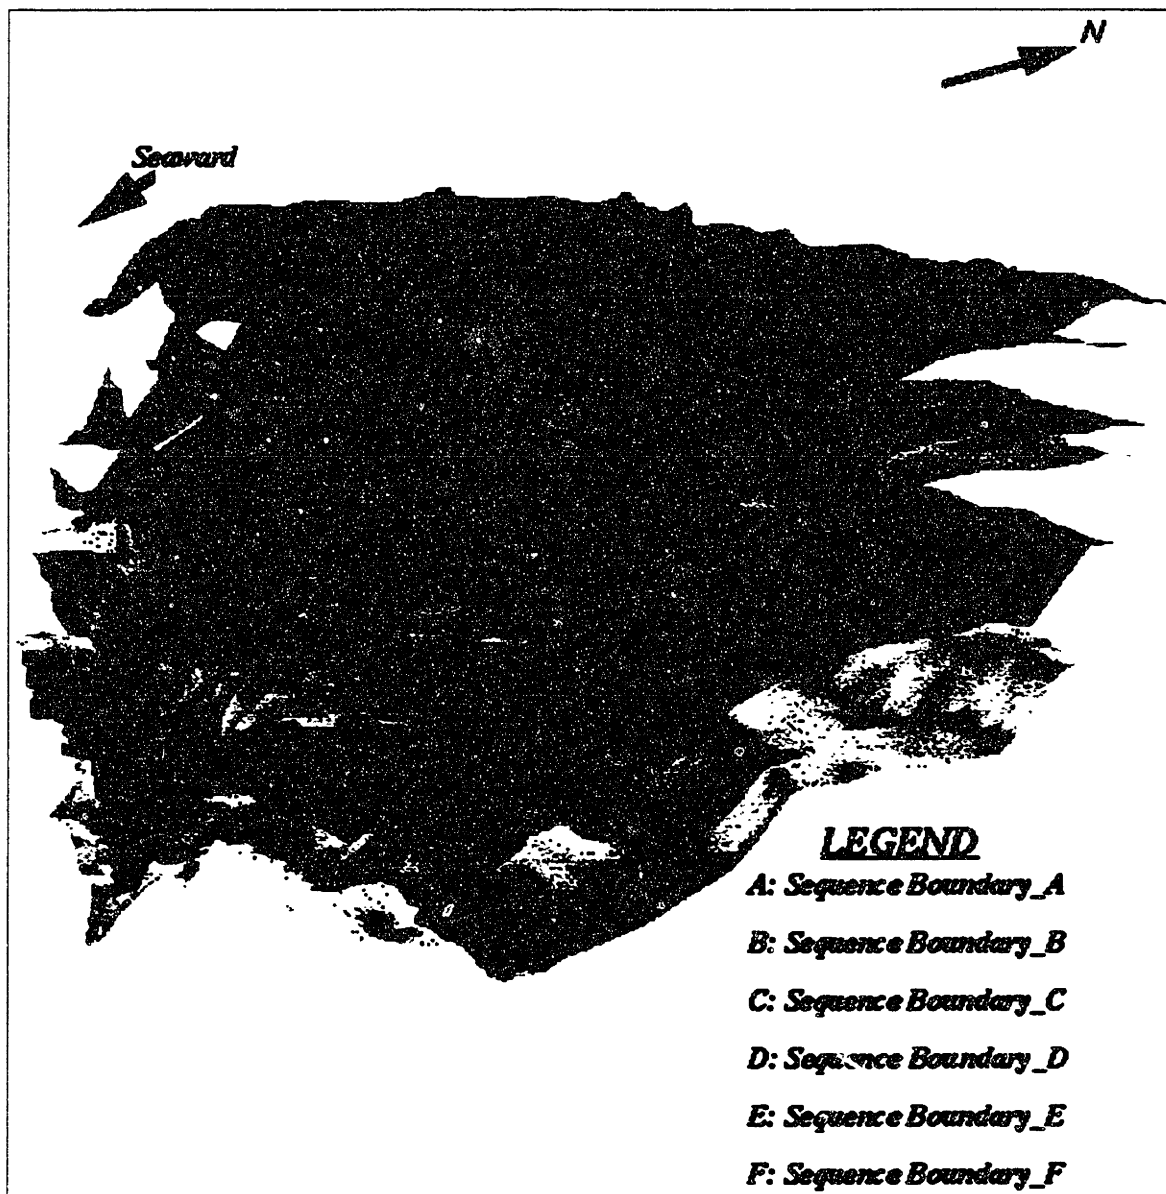 N
Seaward
LEGEND
A: Sequence Boundary_A
B: Sequence Boundary_B
C: Sequence Boundary_C
D: Sequence Boundary_D
E: Sequence Boundary_E
F: Sequence Boundary_F